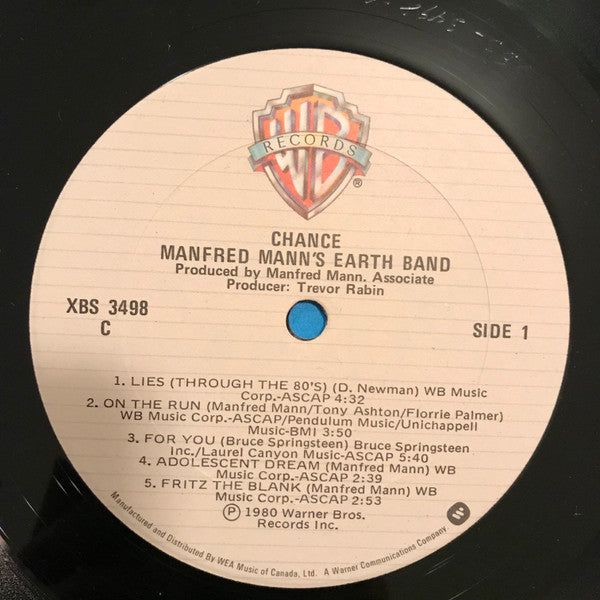 RECORDS
WB
®
CHANCE
MANFRED MANN'S EARTH BAND
Produced by Manfred Mann. Associate
Producer: Trevor Rabin
XBS 3498
C
SIDE 1
1. LIES (THROUGH THE 80'S) (D. Newman) WB Music
Corp.-ASCAP 4:32
2. ON THE RUN (Manfred Mann/Tony Ashton/Florrie Palmer)
WB Music Corp.-ASCAP/Pendulum Music/Unichappell
Music-BMI 3:50
3. FOR YOU (Bruce Springsteen) Bruce Springsteen
Inc./Laurel Canyon Music-ASCAP 5:40
4. ADOLESCENT DREAM (Manfred Mann) WB
Music Corp.-ASCAP 2:39
5. FRITZ THE BLANK (Manfred Mann) WB
Music Corp.-ASCAP 2:53
Ⓟ 1980 Warner Bros.
Records Inc.
Manufactured and Distributed By WEA Music of Canada, Ltd. A Warner Communications Company.